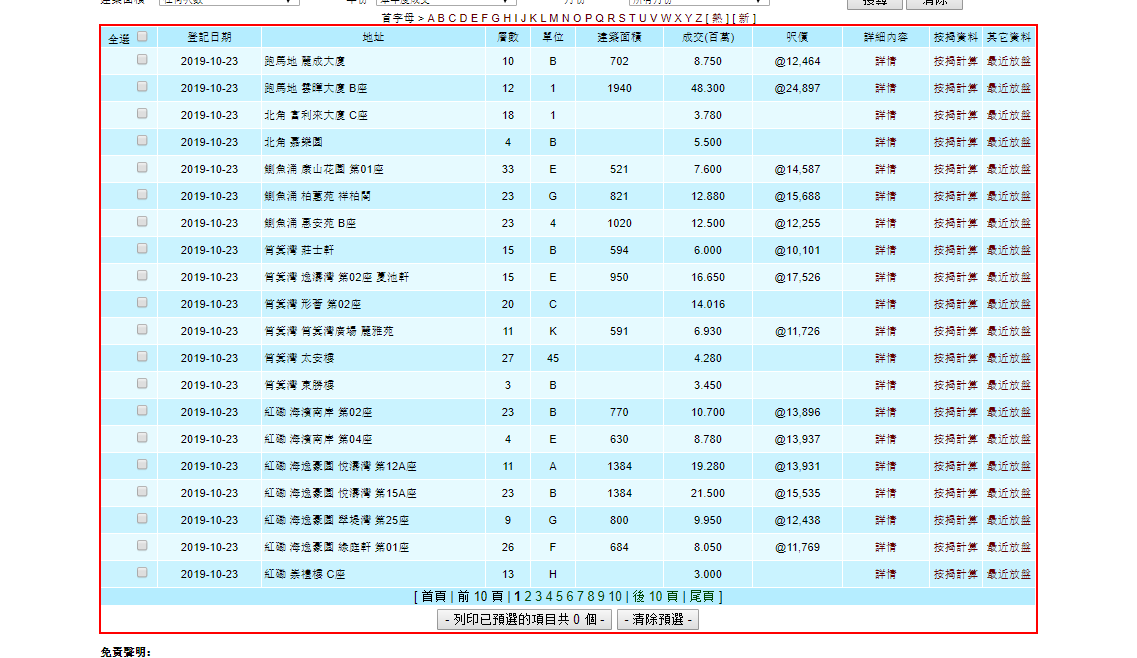 建築面積 任何尺數 年份 本年度成交 月份 所有月份 搜尋 清除
首字母 > A B C D E F G H I J K L M N O P Q R S T U V W X Y Z [ 熱 ] [ 新 ]
全選 登記日期 地址 層數 單位 建築面積 成交(百萬) 呎價 詳細內容 按揭資料 其它資料
2019-10-23 跑馬地 麗成大廈 10 B 702 8.750 @12,464 詳情 按揭計算 最近放盤
2019-10-23 跑馬地 雲暉大廈 B座 12 1 1940 48.300 @24,897 詳情 按揭計算 最近放盤
2019-10-23 北角 富利來大廈 C座 18 1 3.780 詳情 按揭計算 最近放盤
2019-10-23 北角 嘉樂園 4 B 5.500 詳情 按揭計算 最近放盤
2019-10-23 鰂魚涌 康山花園 第01座 33 E 521 7.600 @14,587 詳情 按揭計算 最近放盤
2019-10-23 鰂魚涌 柏蕙苑 祥柏閣 23 G 821 12.880 @15,688 詳情 按揭計算 最近放盤
2019-10-23 鰂魚涌 惠安苑 B座 23 4 1020 12.500 @12,255 詳情 按揭計算 最近放盤
2019-10-23 筲箕灣 莊士軒 15 B 594 6.000 @10,101 詳情 按揭計算 最近放盤
2019-10-23 筲箕灣 逸濤灣 第02座 夏池軒 15 E 950 16.650 @17,526 詳情 按揭計算 最近放盤
2019-10-23 筲箕灣 形薈 第02座 20 C 14.016 詳情 按揭計算 最近放盤
2019-10-23 筲箕灣 筲箕灣廣場 麗雅苑 11 K 591 6.930 @11,726 詳情 按揭計算 最近放盤
2019-10-23 筲箕灣 太安樓 27 45 4.280 詳情 按揭計算 最近放盤
2019-10-23 筲箕灣 東勝樓 3 B 3.450 詳情 按揭計算 最近放盤
2019-10-23 紅磡 海濱南岸 第02座 23 B 770 10.700 @13,896 詳情 按揭計算 最近放盤
2019-10-23 紅磡 海濱南岸 第04座 4 E 630 8.780 @13,937 詳情 按揭計算 最近放盤
2019-10-23 紅磡 海逸豪園 悅濤灣 第12A座 11 A 1384 19.280 @13,931 詳情 按揭計算 最近放盤
2019-10-23 紅磡 海逸豪園 悅濤灣 第15A座 23 B 1384 21.500 @15,535 詳情 按揭計算 最近放盤
2019-10-23 紅磡 海逸豪園 翠堤灣 第25座 9 G 800 9.950 @12,438 詳情 按揭計算 最近放盤
2019-10-23 紅磡 海逸豪園 綠庭軒 第01座 26 F 684 8.050 @11,769 詳情 按揭計算 最近放盤
2019-10-23 紅磡 崇禮樓 C座 13 H 3.000 詳情 按揭計算 最近放盤
[ 首頁 | 前 10 頁 | 1 2 3 4 5 6 7 8 9 10 | 後 10 頁 | 尾頁 ]
- 列印已預選的項目共 0 個 - - 清除預選 -
免責聲明: